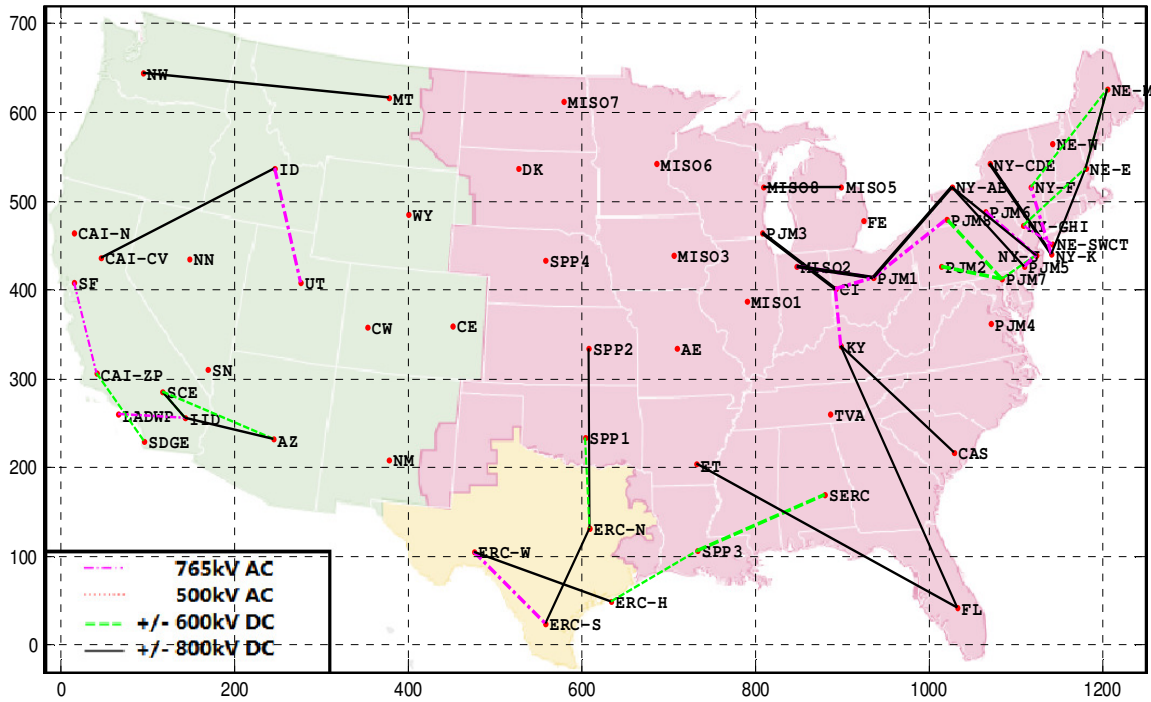 700
600
500
400
300
200
100
0
NW
MT
MISO7
NE-M
ID
DK
MISO6
NY-CDE
NE-W
NE-E
WY
MISO8
MISO5
NY-AB
NY-F
FE
PJM8
PJM6
NY-GHI
CAI-N
CAI-CV
NN
SPP4
MISO3
PJM3
NE-SWCT
NY-K
SF
UT
MISO2
PJM1
PJM2
PJM5
PJM7
CI
MISO1
PJM4
CW
CE
SPP2
AE
KY
CAI-ZP
SN
SCE
LADWP
IID
SDGE
AZ
NM
SPP1
ET
TVA
CAS
SERC
ERC-N
ERC-W
SPP3
ERC-H
ERC-S
FL
765kV AC
500kV AC
+/- 600kV DC
+/- 800kV DC
0
200
400
600
800
1000
1200